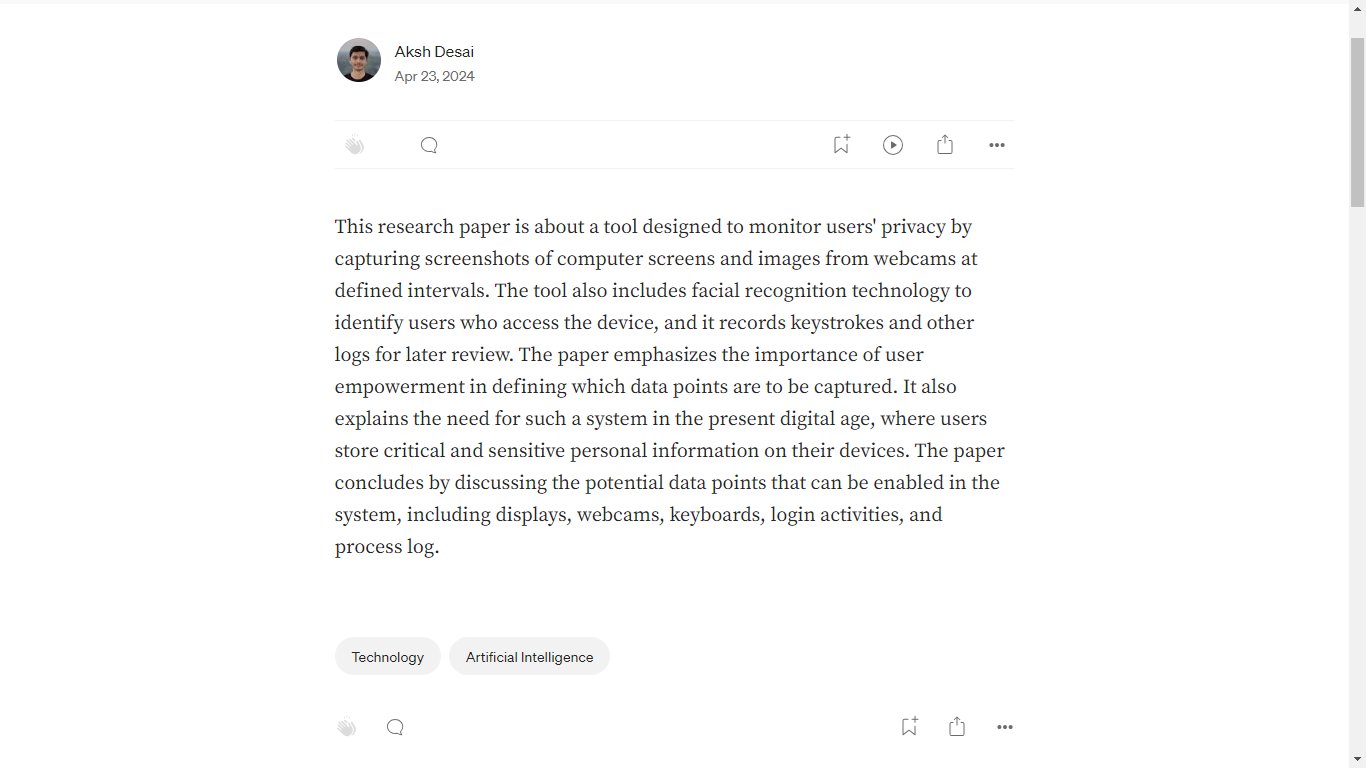 Aksh Desai
Apr 23, 2024
This research paper is about a tool designed to monitor users' privacy by
capturing screenshots of computer screens and images from webcams at
defined intervals. The tool also includes facial recognition technology to
identify users who access the device, and it records keystrokes and other
logs for later review. The paper emphasizes the importance of user
empowerment in defining which data points are to be captured. It also
explains the need for such a system in the present digital age, where users
store critical and sensitive personal information on their devices. The paper
concludes by discussing the potential data points that can be enabled in the
system, including displays, webcams, keyboards, login activities, and
process log.
Technology
Artificial Intelligence